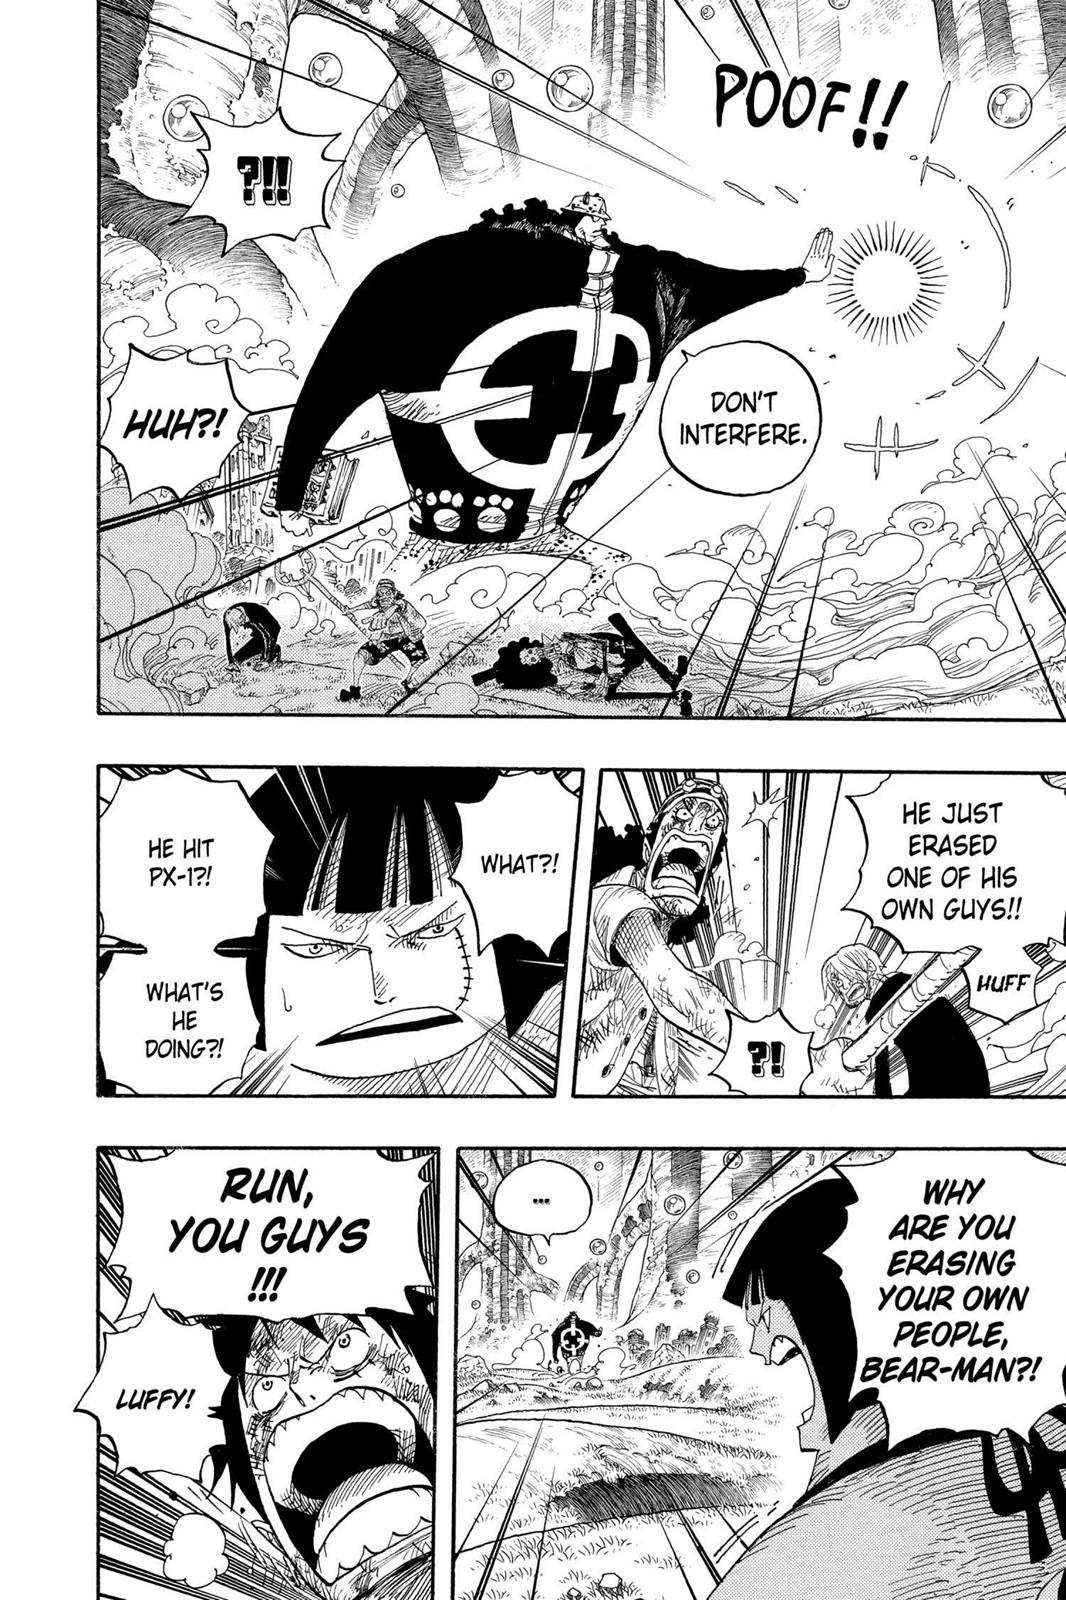 POOF!!
DON'T
INTERFERE.
?!!
HUH?!
HE JUST
ERASED
ONE OF HIS
OWN GUYS!!
HUFF
?!
WHAT?!
HE HIT
PX-1?!
WHAT'S
HE
DOING?!
WHY
ARE YOU
ERASING
YOUR OWN
PEOPLE,
BEAR-MAN?!
...
RUN,
YOU GUYS
!!!
LUFFY!